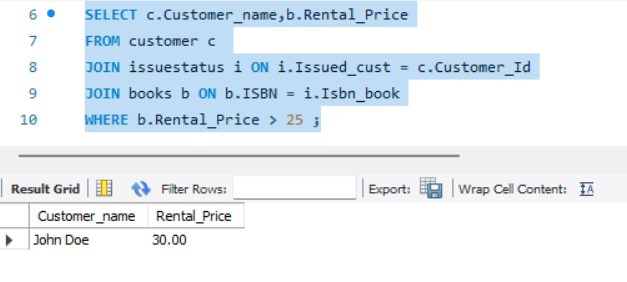 6 SELECT c.Customer_name,b.Rental_Price
7 FROM customer c
8 JOIN issuestatus i ON i.Issued_cust = c.Customer_Id
9 JOIN books b ON b.ISBN = i.Isbn_book
10 WHERE b.Rental_Price > 25 ;
Result Grid Filter Rows: Export: Wrap Cell Content:
Customer_name Rental_Price
John Doe 30.00